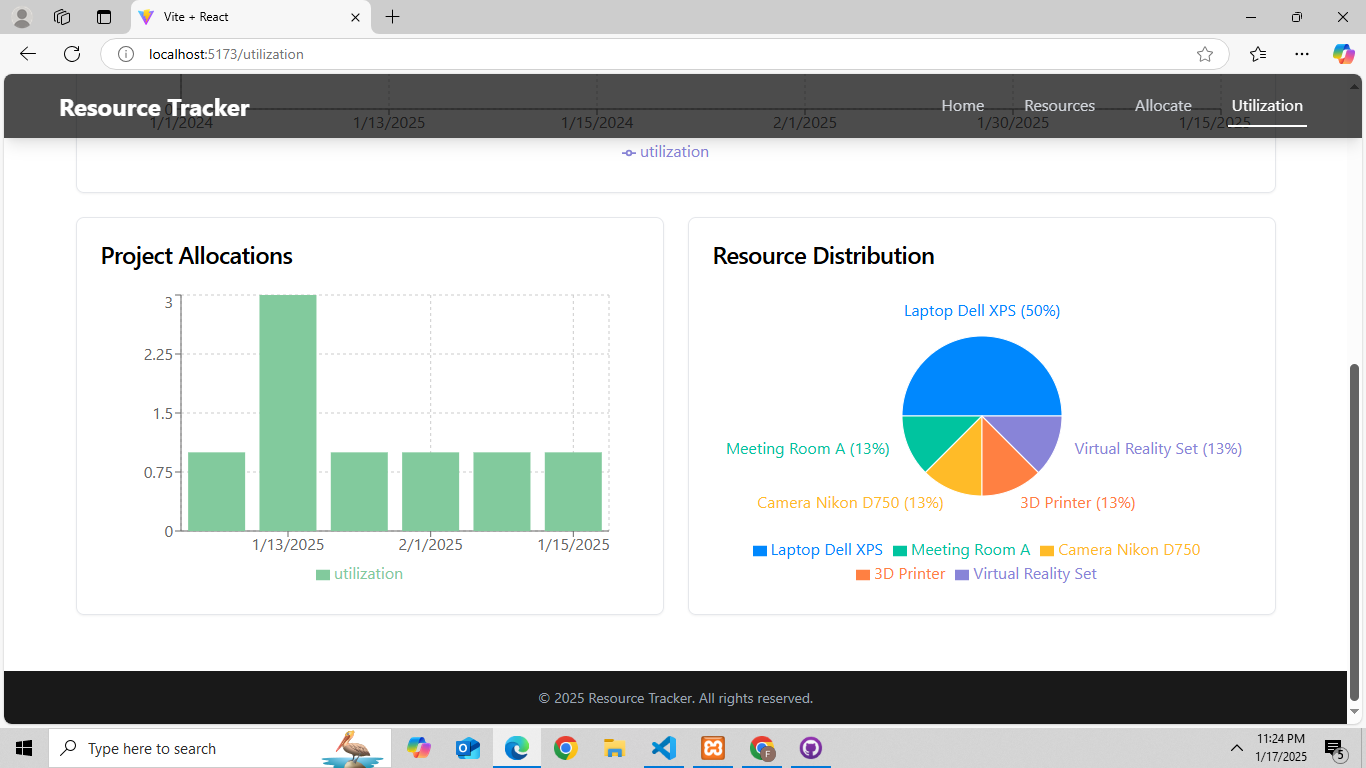 Vite + React
localhost:5173/utilization
Resource Tracker
Home Resources Allocate Utilization
1/1/2024 1/13/2025 1/15/2024 2/1/2025 1/30/2025 1/15/2025
utilization
Project Allocations
3
2.25
1.5
0.75
0
1/13/2025 2/1/2025 1/15/2025
utilization
Resource Distribution
Laptop Dell XPS (50%)
Meeting Room A (13%) Virtual Reality Set (13%)
Camera Nikon D750 (13%) 3D Printer (13%)
Laptop Dell XPS Meeting Room A Camera Nikon D750
3D Printer Virtual Reality Set
© 2025 Resource Tracker. All rights reserved.
Type here to search
F
11:24 PM
1/17/2025
5